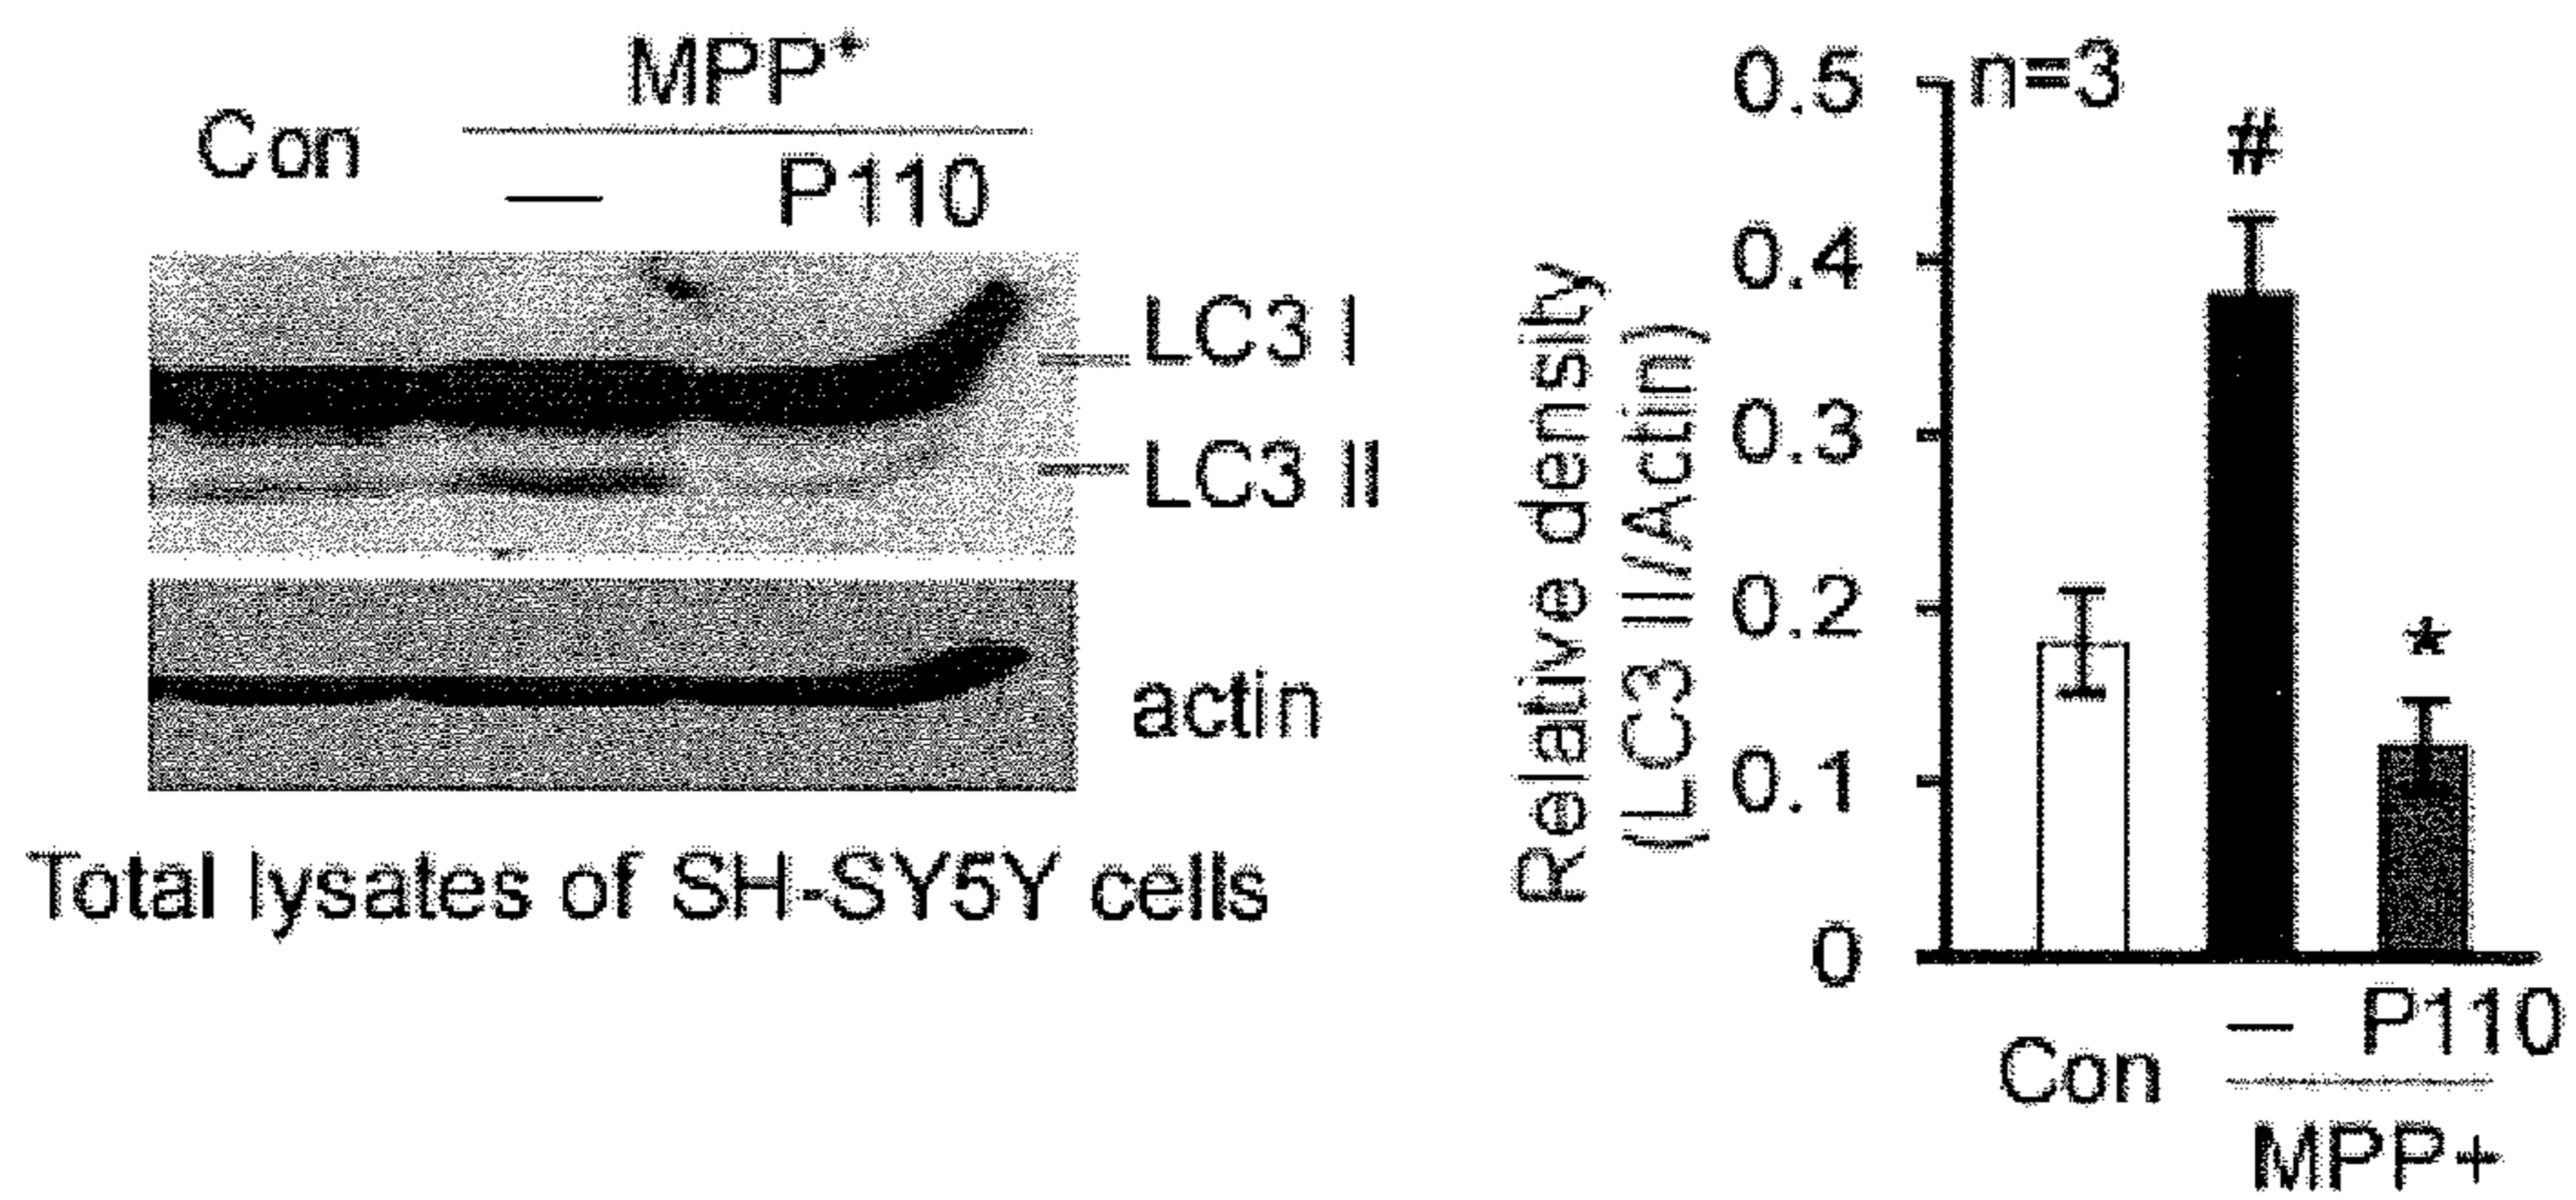 MPP⁺
Con
— P110
LC3 I
LC3 II
actin
Total lysates of SH-SY5Y cells
Relative density
(LC3 II/Actin)
0.5
0.4
0.3
0.2
0.1
0
n=3
#
*
Con — P110
MPP+